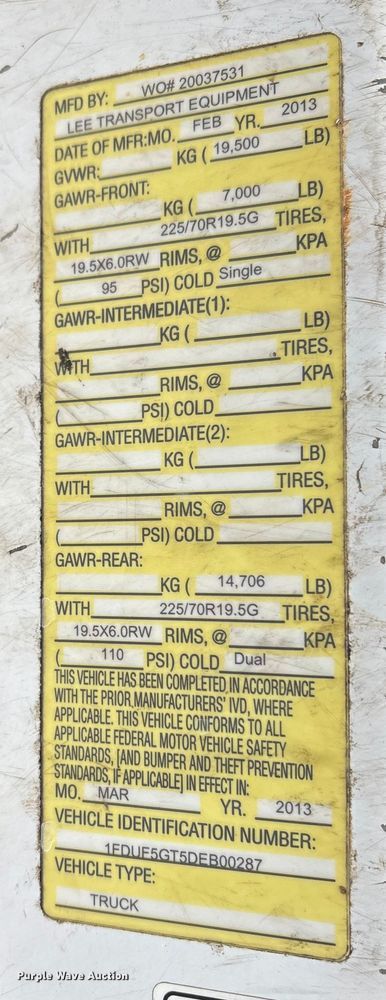 MFD BY: WO# 20037531
LEE TRANSPORT EQUIPMENT
DATE OF MFR:MO. FEB YR. 2013
GVWR: KG ( 19,500 LB)
GAWR-FRONT:
KG ( 7,000 LB)
WITH 225/70R19.5G TIRES,
19.5X6.0RW RIMS, @ KPA
( 95 PSI) COLD Single
GAWR-INTERMEDIATE(1):
KG ( LB)
WITH TIRES,
RIMS, @ KPA
( PSI) COLD
GAWR-INTERMEDIATE(2):
KG ( LB)
WITH TIRES,
RIMS, @ KPA
( PSI) COLD
GAWR-REAR:
KG ( 14,706 LB)
WITH 225/70R19.5G TIRES,
19.5X6.0RW RIMS, @ KPA
( 110 PSI) COLD Dual
THIS VEHICLE HAS BEEN COMPLETED IN ACCORDANCE
WITH THE PRIOR MANUFACTURERS' IVD, WHERE
APPLICABLE. THIS VEHICLE CONFORMS TO ALL
APPLICABLE FEDERAL MOTOR VEHICLE SAFETY
STANDARDS, [AND BUMPER AND THEFT PREVENTION
STANDARDS, IF APPLICABLE] IN EFFECT IN:
MO. MAR YR. 2013
VEHICLE IDENTIFICATION NUMBER:
1FDUF5GT5DEB00287
VEHICLE TYPE:
TRUCK
Purple Wave Auction